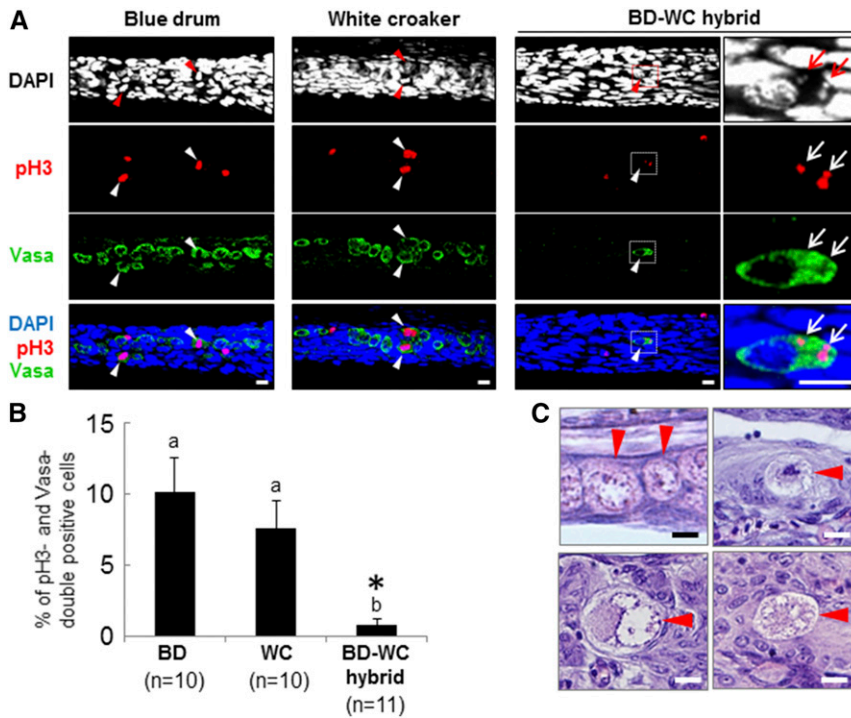 A
Blue drum
White croaker
BD-WC hybrid
DAPI
pH3
Vasa
DAPI
pH3
Vasa
B
% of pH3- and Vasa-
double positive cells
15
10
5
0
a
a
*
b
BD
(n=10)
WC
(n=10)
BD-WC
hybrid
(n=11)
C